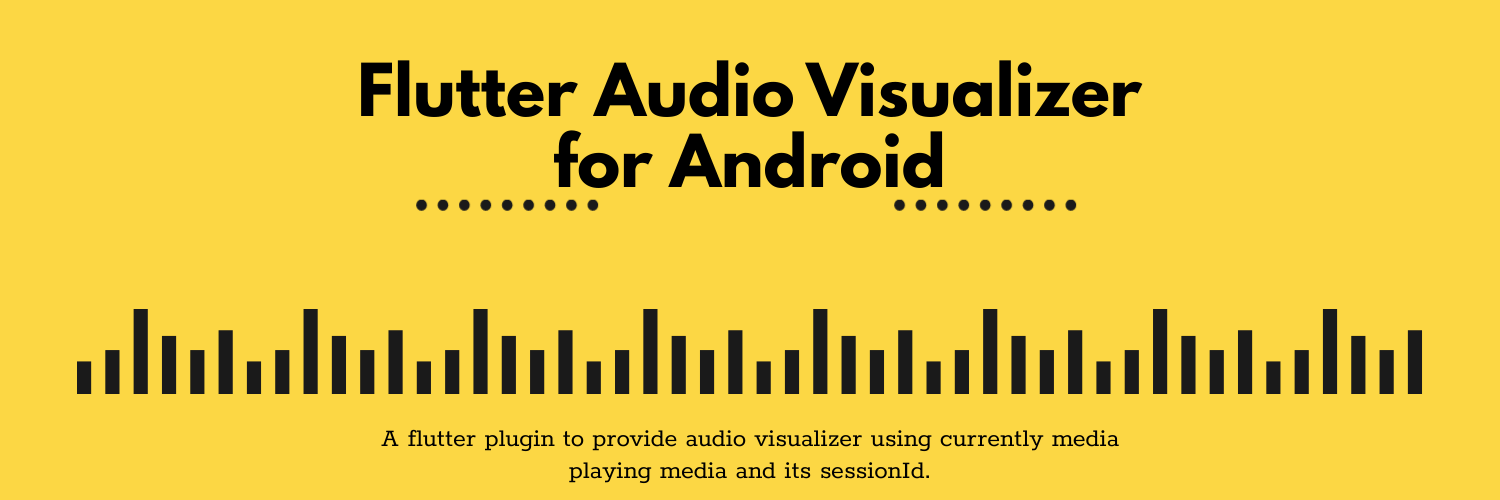 Flutter Audio Visualizer
for Android
A flutter plugin to provide audio visualizer using currently media
playing media and its sessionId.